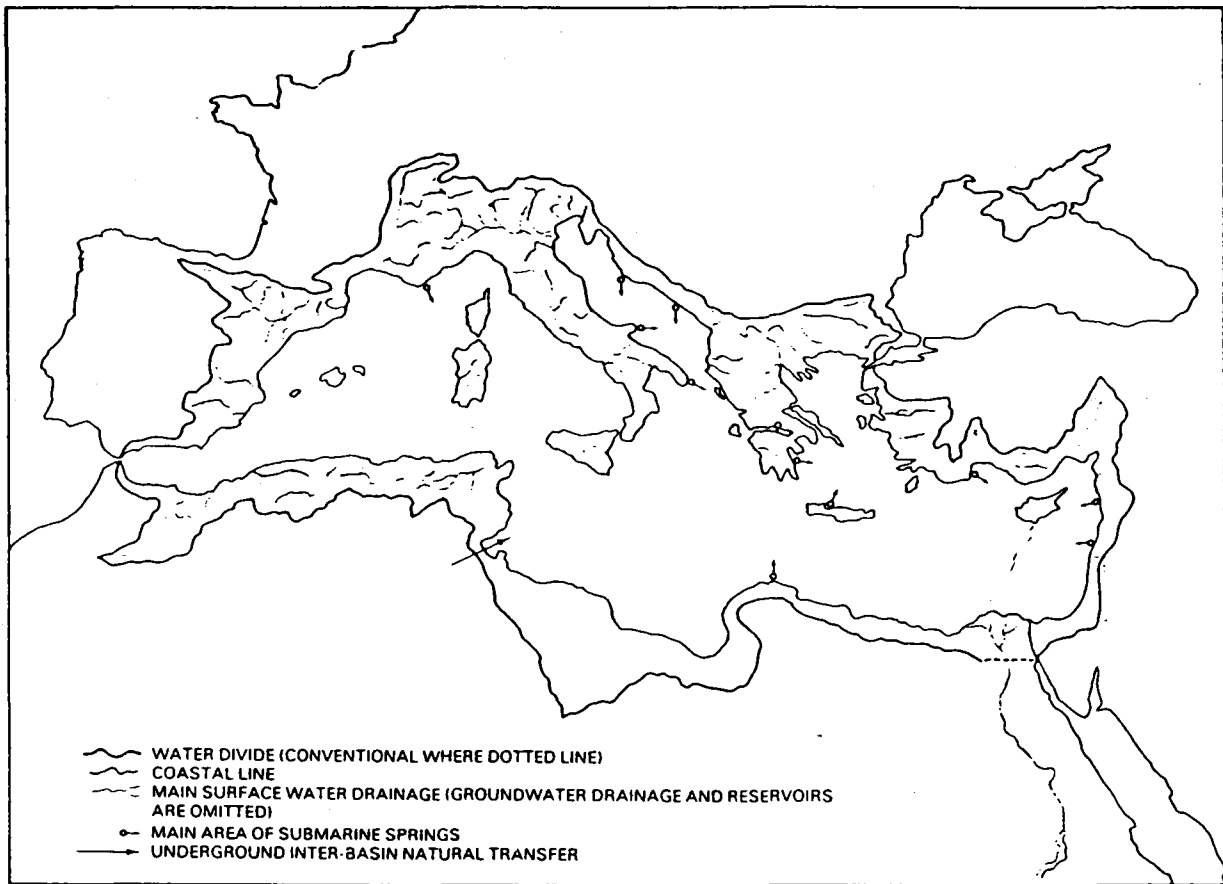 WATER DIVIDE (CONVENTIONAL WHERE DOTTED LINE)
COASTAL LINE
MAIN SURFACE WATER DRAINAGE (GROUNDWATER DRAINAGE AND RESERVOIRS
ARE OMITTED)
MAIN AREA OF SUBMARINE SPRINGS
UNDERGROUND INTER-BASIN NATURAL TRANSFER